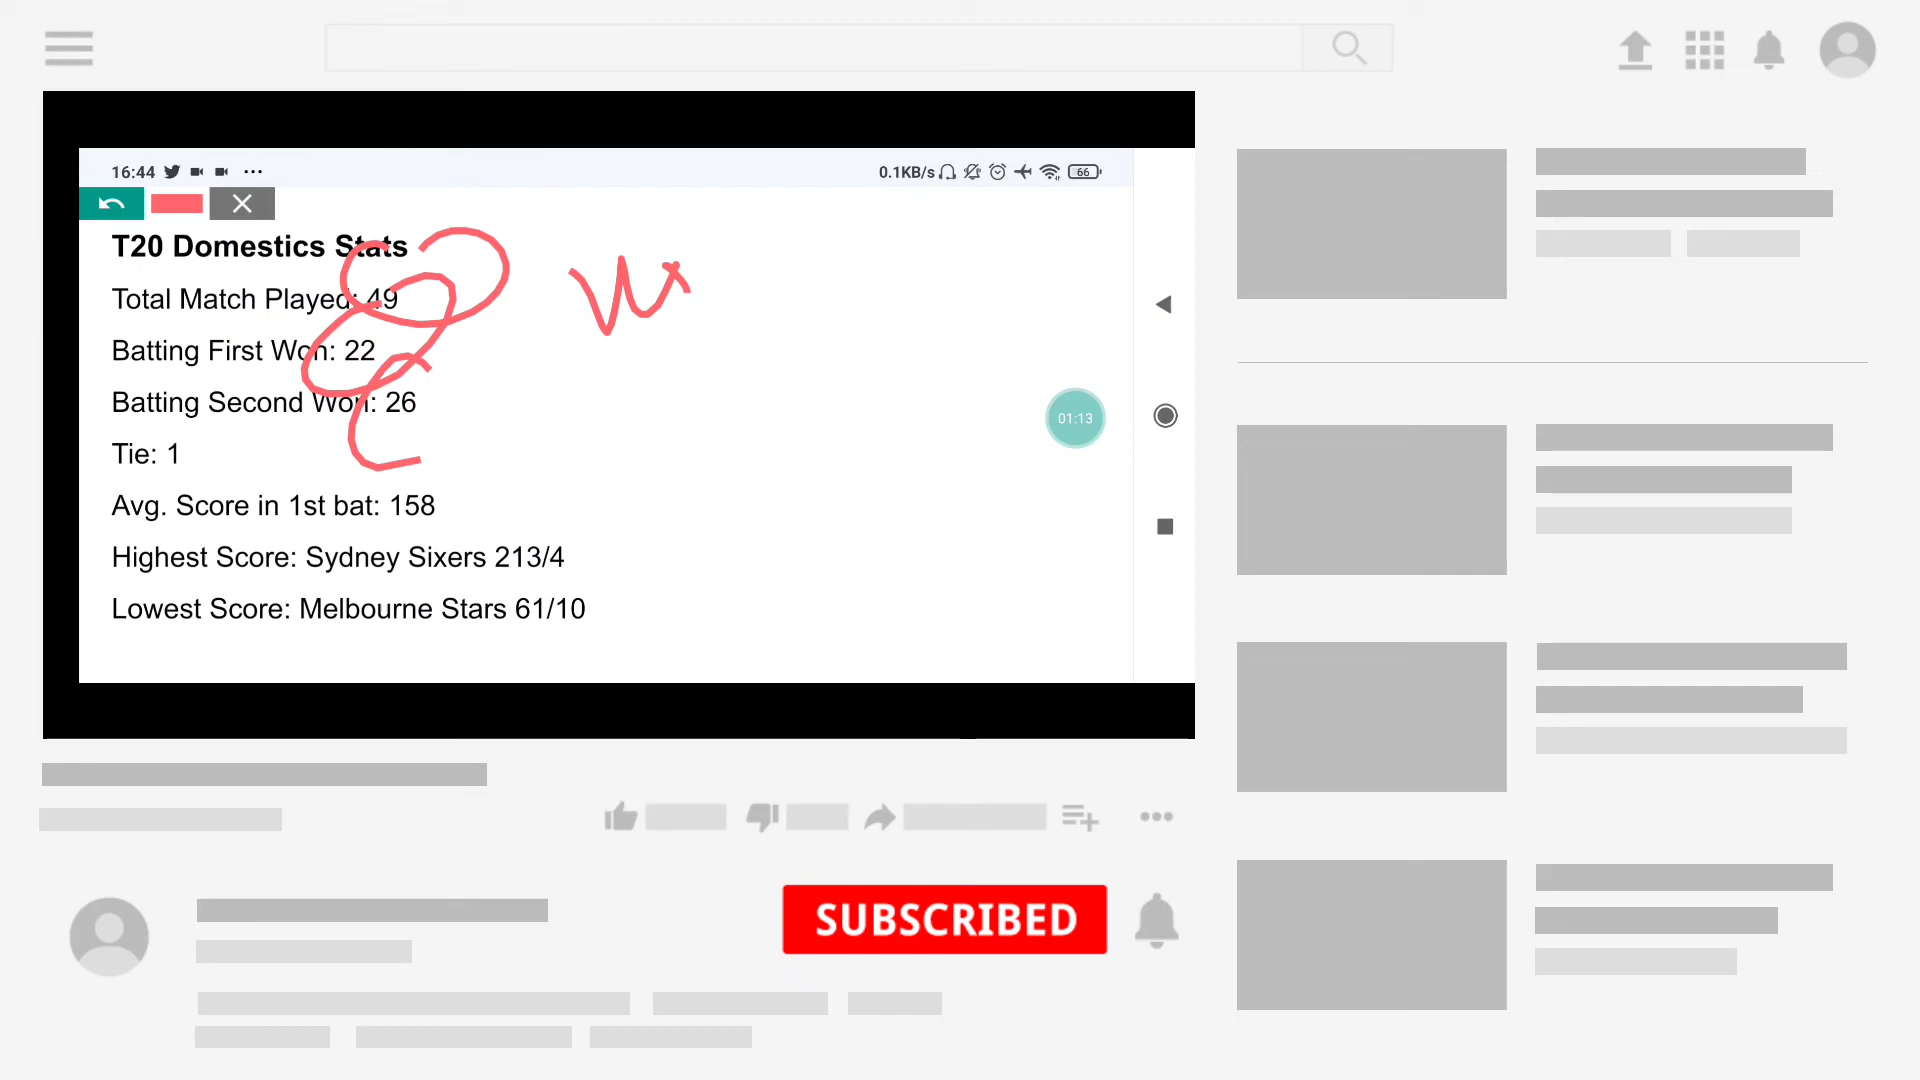 16:44 0.1KB/s 66
T20 Domestics Stats
Total Match Played: 49
Batting First Won: 22
Batting Second Won: 26
01:13
Tie: 1
Avg. Score in 1st bat: 158
Highest Score: Sydney Sixers 213/4
Lowest Score: Melbourne Stars 61/10
SUBSCRIBED